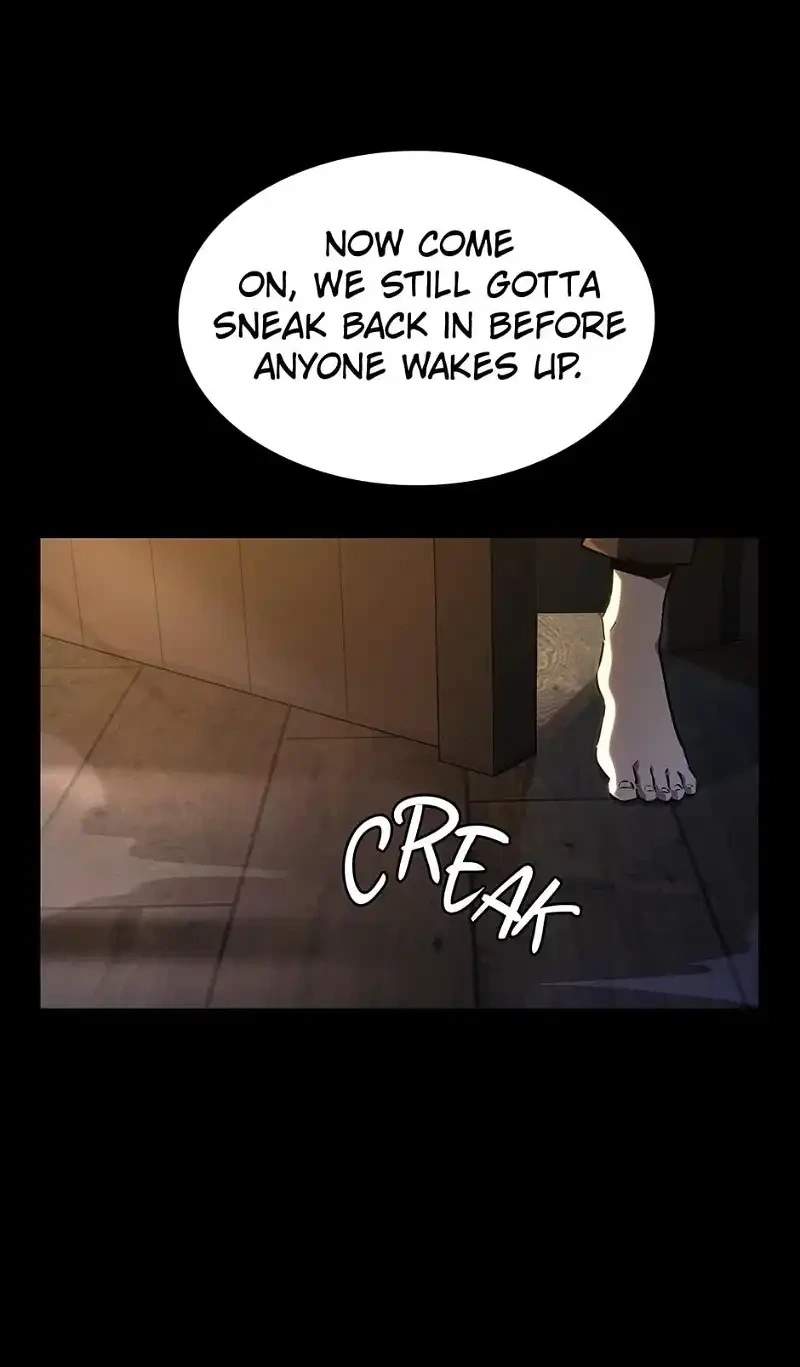 NOW COME
ON, WE STILL GOTTA
SNEAK BACK IN BEFORE
ANYONE WAKES UP.
CREAK